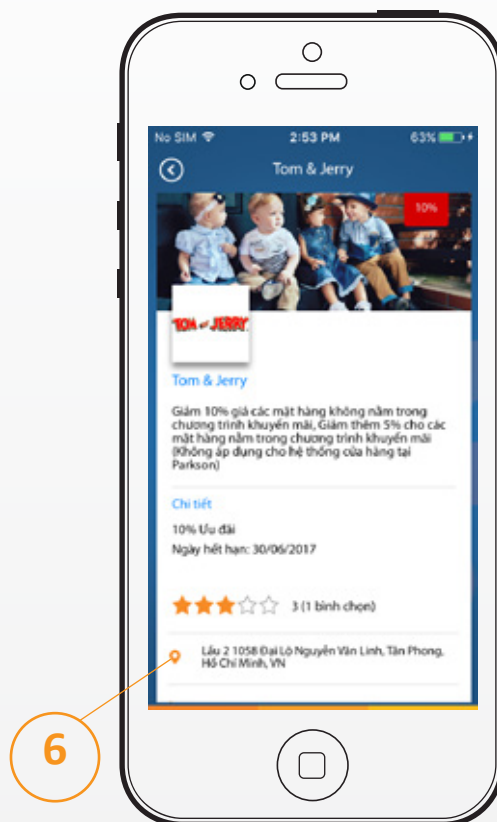 No SIM 2:53 PM 63%
Tom & Jerry
10%
TOM and JERRY
Tom & Jerry
Giảm 10% giá các mặt hàng không nằm trong
chương trình khuyến mãi, Giảm thêm 5% cho các
mặt hàng nằm trong chương trình khuyến mãi
(Không áp dụng cho hệ thống cửa hàng tại
Parkson)
Chi tiết
10% Ưu đãi
Ngày hết hạn: 30/06/2017
3 (1 bình chọn)
Lầu 2 1058 Đại Lộ Nguyễn Văn Linh, Tân Phong,
Hồ Chí Minh, VN
6